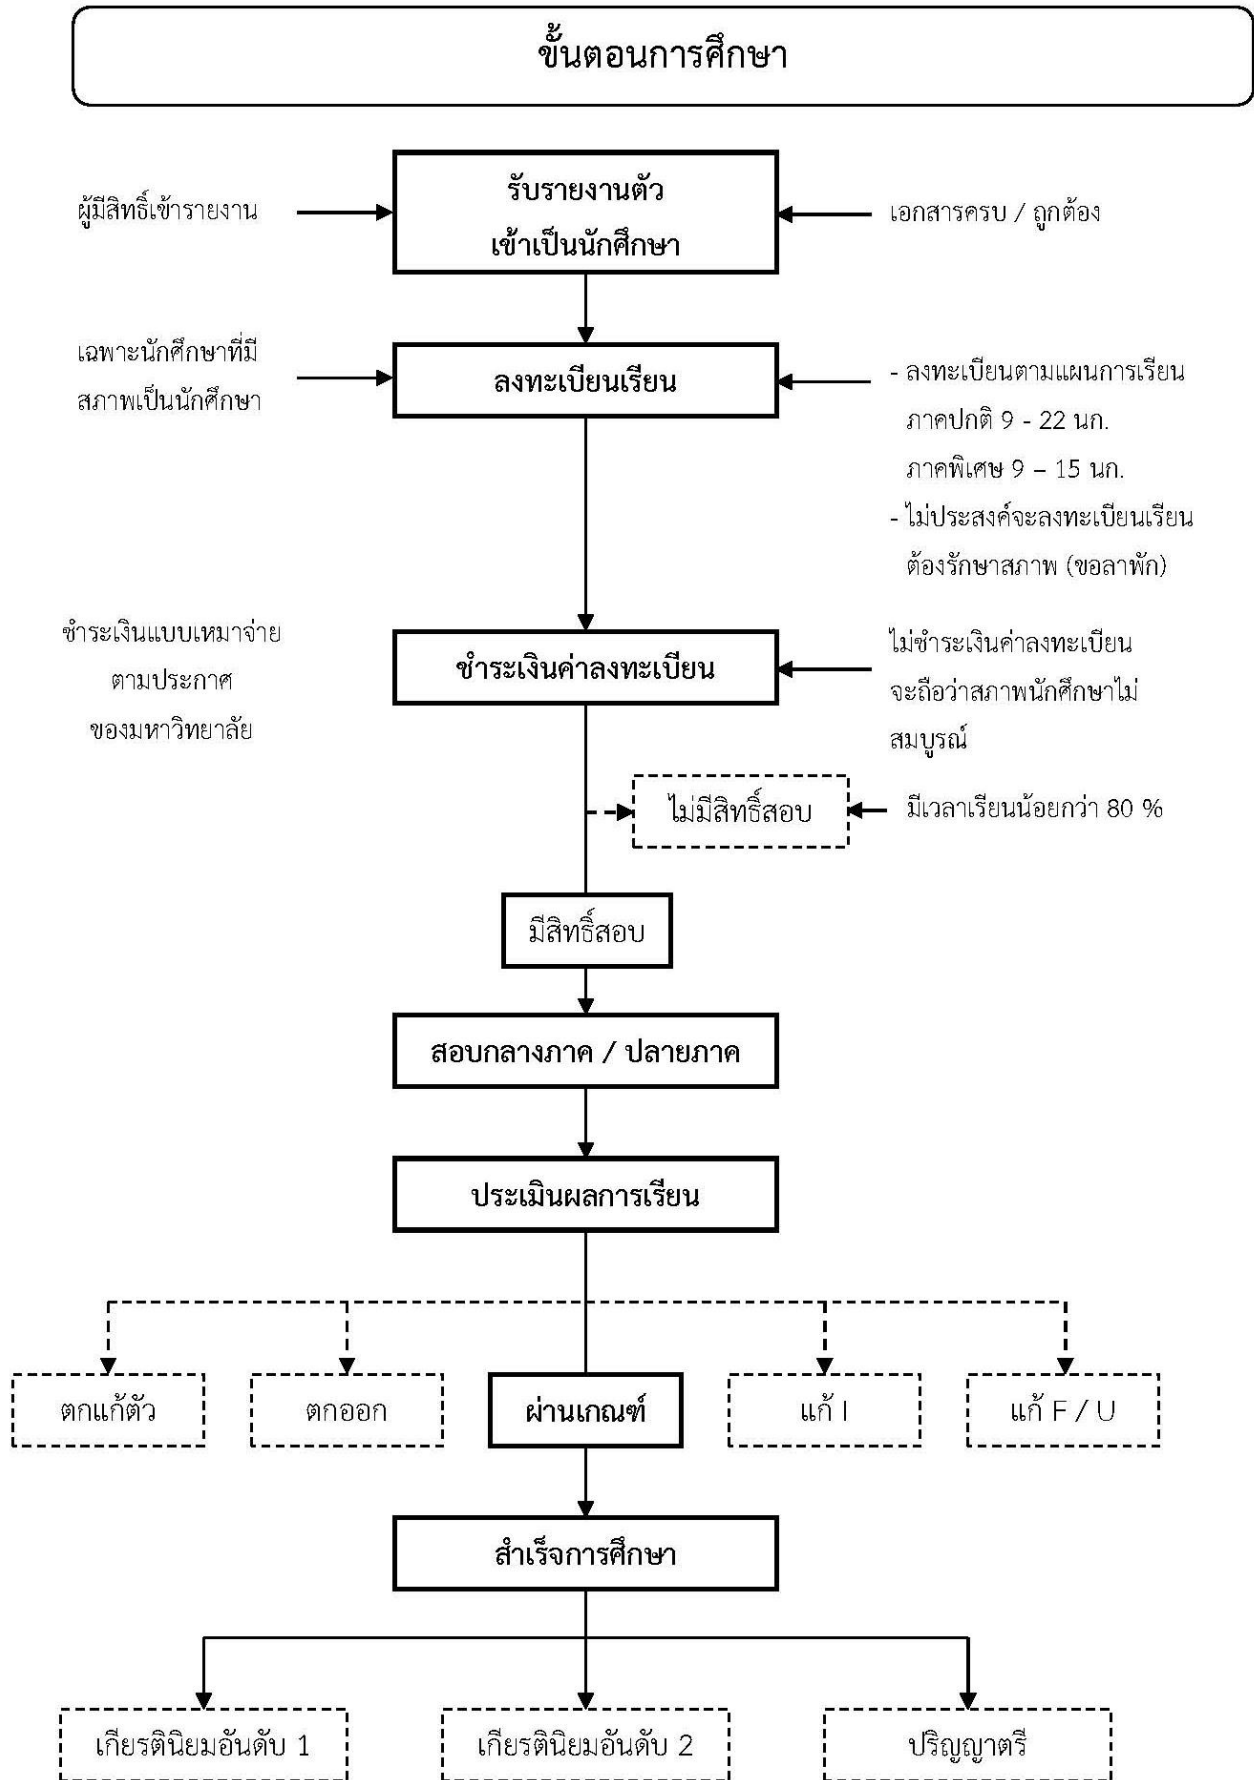 ขั้นตอนการศึกษา
รับรายงานตัว
เข้าเป็นนักศึกษา
ผู้มีสิทธิ์เข้ารายงาน
เอกสารครบ / ถูกต้อง
เฉพาะนักศึกษาที่มี
สภาพเป็นนักศึกษา
ลงทะเบียนเรียน
- ลงทะเบียนตามแผนการเรียน
ภาคปกติ 9 - 22 นก.
ภาคพิเศษ 9 – 15 นก.
- ไม่ประสงค์จะลงทะเบียนเรียน
ต้องรักษาสภาพ (ขอลาพัก)
ชำระเงินแบบเหมาจ่าย
ตามประกาศ
ของมหาวิทยาลัย
ชำระเงินค่าลงทะเบียน
ไม่ชำระเงินค่าลงทะเบียน
จะถือว่าสภาพนักศึกษาไม่
สมบูรณ์
ไม่มีสิทธิ์สอบ
มีเวลาเรียนน้อยกว่า 80 %
มีสิทธิ์สอบ
สอบกลางภาค / ปลายภาค
ประเมินผลการเรียน
ตกแก้ตัว
ตกออก
ผ่านเกณฑ์
แก้ I
แก้ F / U
สำเร็จการศึกษา
เกียรตินิยมอันดับ 1
เกียรตินิยมอันดับ 2
ปริญญาตรี